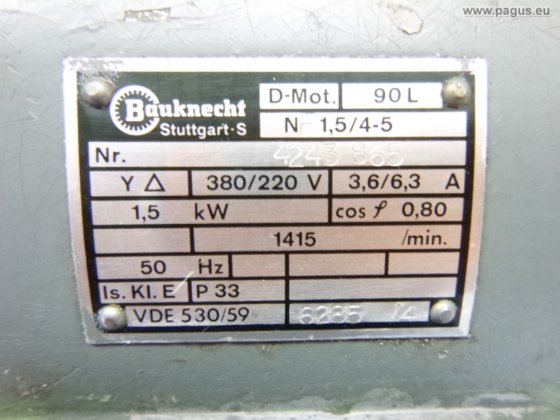 www.pagus.eu
Bauknecht
Stuttgart-S
D-Mot. 90 L
N 1,5/4-5
Nr. 4243 865
Y △ 380/220 V 3,6/6,3 A
1,5 kW cos φ 0,80
1415 /min.
50 Hz
Is. Kl. E P 33
VDE 530/59 6285 /4